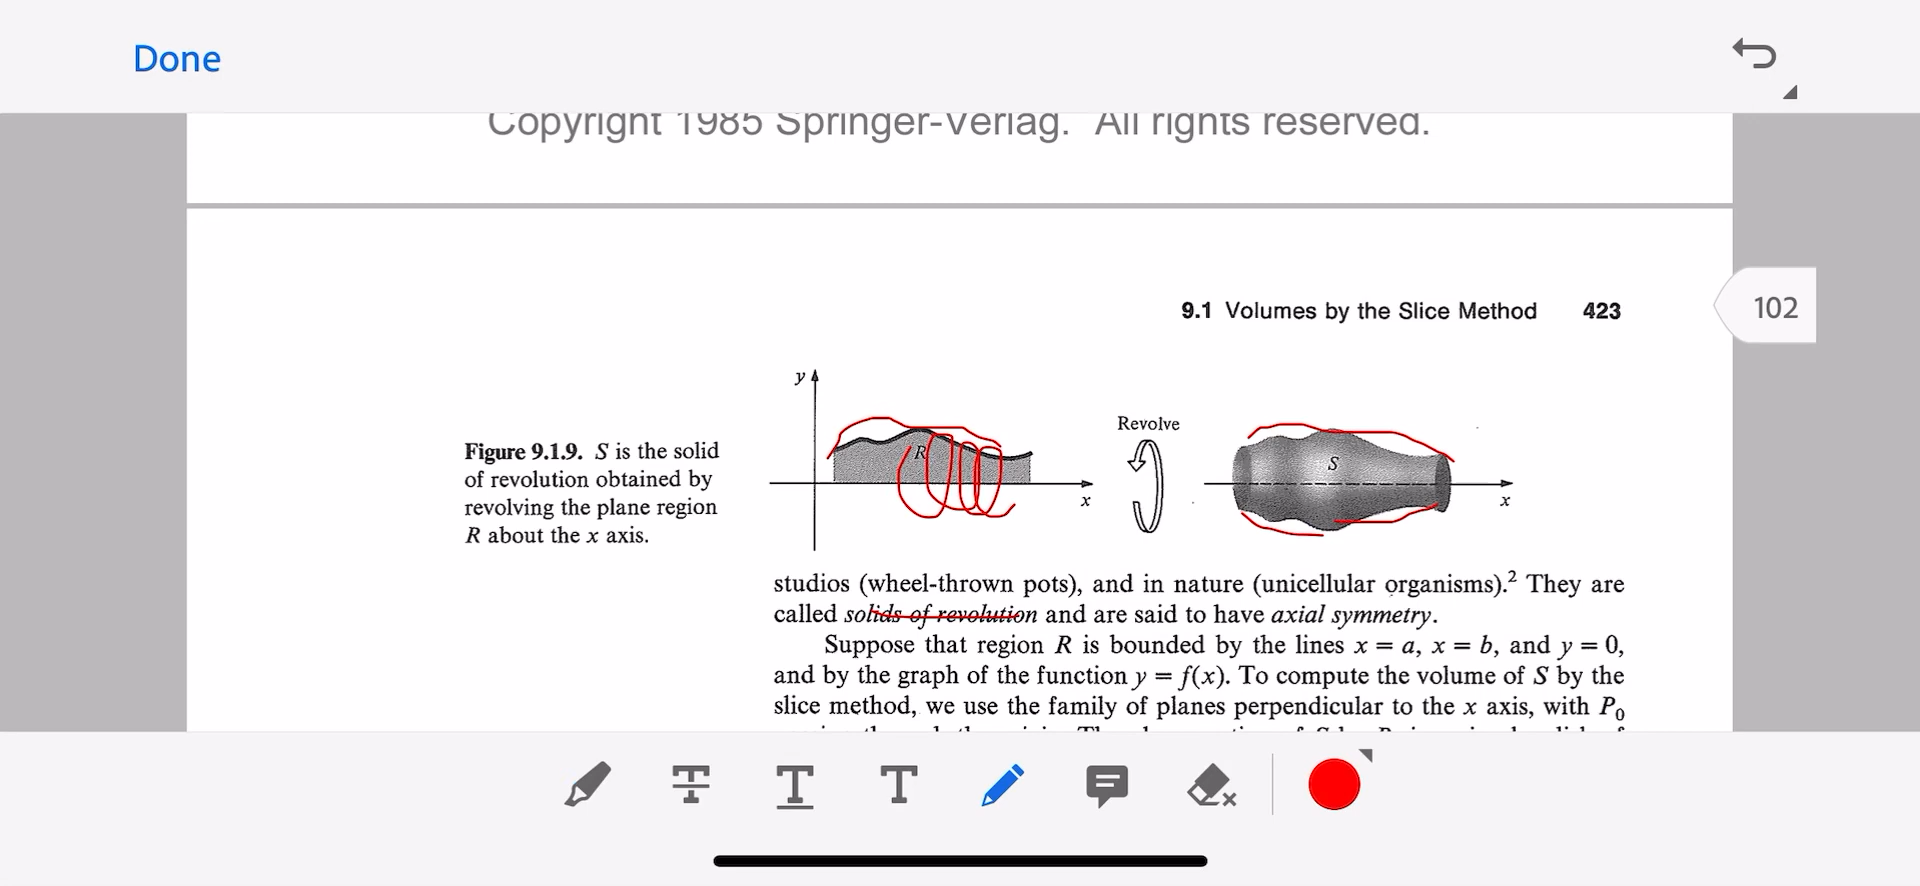 Done
Copyright 1985 Springer-Verlag. All rights reserved.
9.1 Volumes by the Slice Method 423
102
y
Revolve
R
S
x
x
Figure 9.1.9. S is the solid
of revolution obtained by
revolving the plane region
R about the x axis.
studios (wheel-thrown pots), and in nature (unicellular organisms).² They are
called solids of revolution and are said to have axial symmetry.
Suppose that region R is bounded by the lines x = a, x = b, and y = 0,
and by the graph of the function y = f(x). To compute the volume of S by the
slice method, we use the family of planes perpendicular to the x axis, with P₀
T
T
T